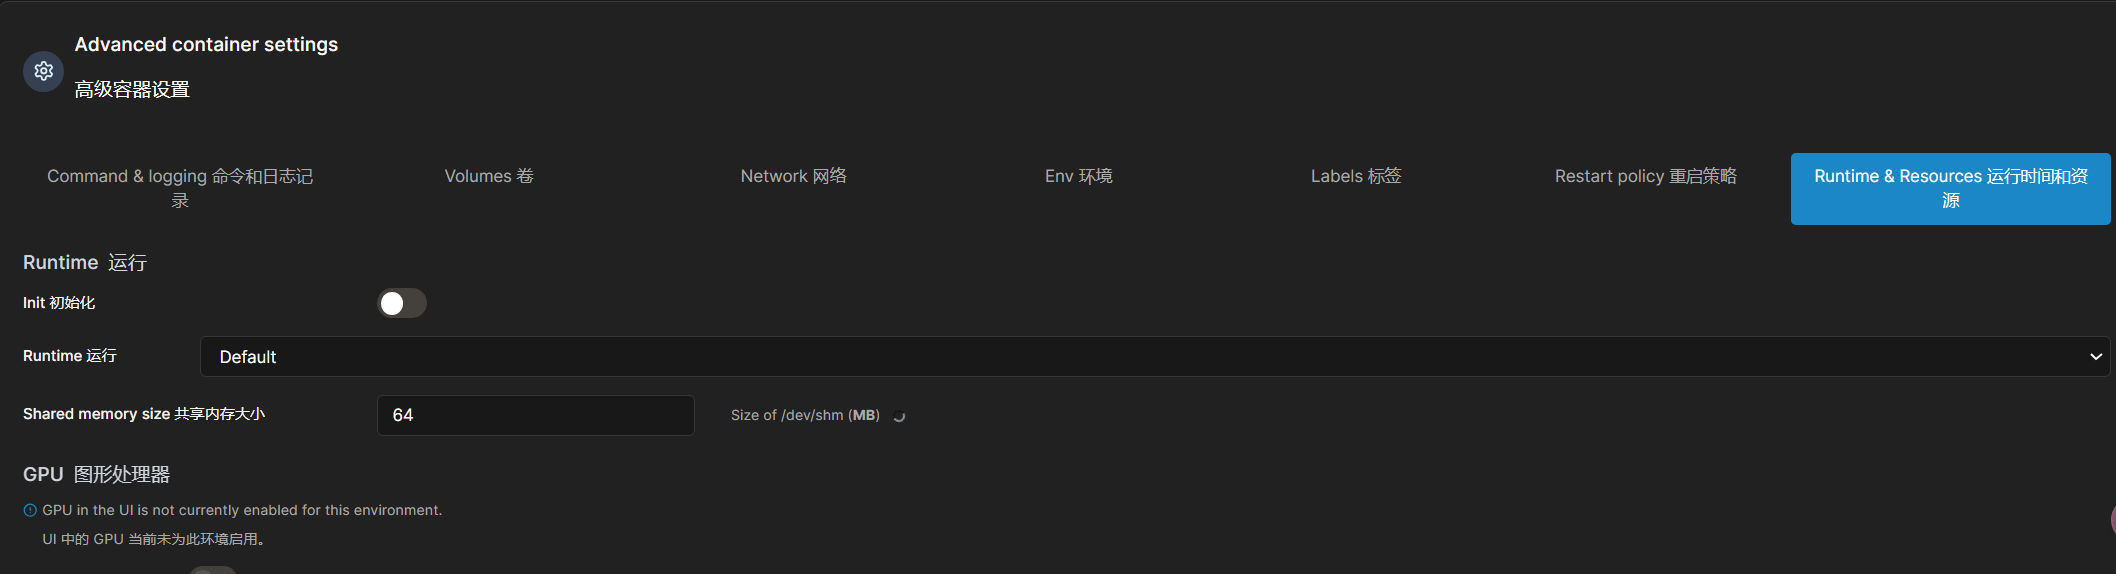 Advanced container settings
高级容器设置
Command & logging 命令和日志记
录
Volumes 卷
Network 网络
Env 环境
Labels 标签
Restart policy 重启策略
Runtime & Resources 运行时间和资
源
Runtime 运行
Init 初始化
Runtime 运行
Default
Shared memory size 共享内存大小
64
Size of /dev/shm (MB)
GPU 图形处理器
GPU in the UI is not currently enabled for this environment.
UI 中的 GPU 当前未为此环境启用。